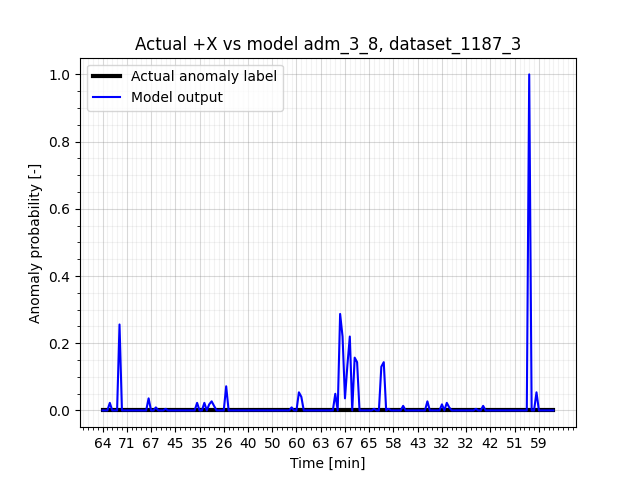 Actual +X vs model adm_3_8, dataset_1187_3
Actual anomaly label
Model output
Anomaly probability [-]
1.0
0.8
0.6
0.4
0.2
0.0
64 71 67 45 35 26 40 50 60 63 67 65 58 43 32 32 42 51 59
Time [min]